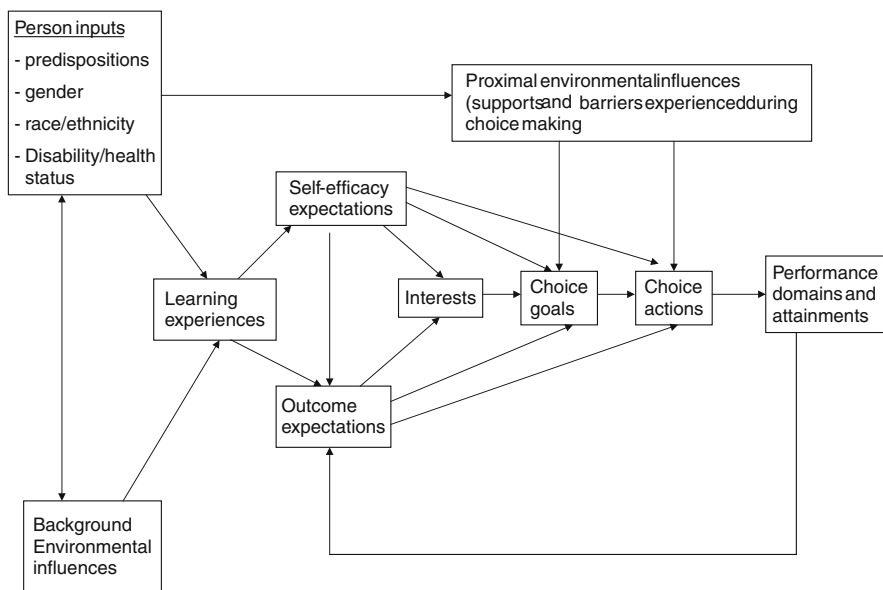 Person inputs
- predispositions
- gender
- race/ethnicity
- Disability/health
status
Proximal environmentalinfluences
(supportsand barriers experiencedduring
choice making
Self-efficacy
expectations
Learning
experiences
Interests
Choice
goals
Choice
actions
Performance
domains and
attainments
Outcome
expectations
Background
Environmental
influences